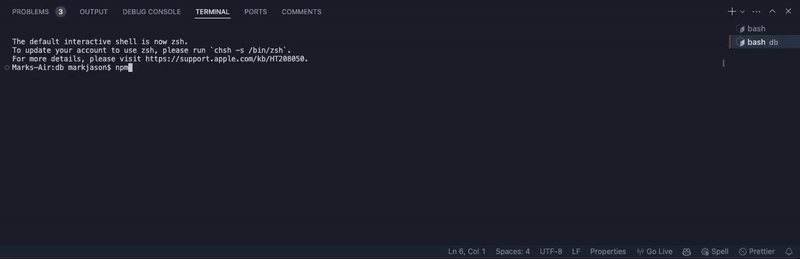 PROBLEMS 3 OUTPUT DEBUG CONSOLE TERMINAL PORTS COMMENTS
bash
bash db
The default interactive shell is now zsh.
To update your account to use zsh, please run `chsh -s /bin/zsh`.
For more details, please visit https://support.apple.com/kb/HT208050.
Marks-Air:db markjason$ npm
Ln 6, Col 1 Spaces: 4 UTF-8 LF Properties Go Live Spell Prettier